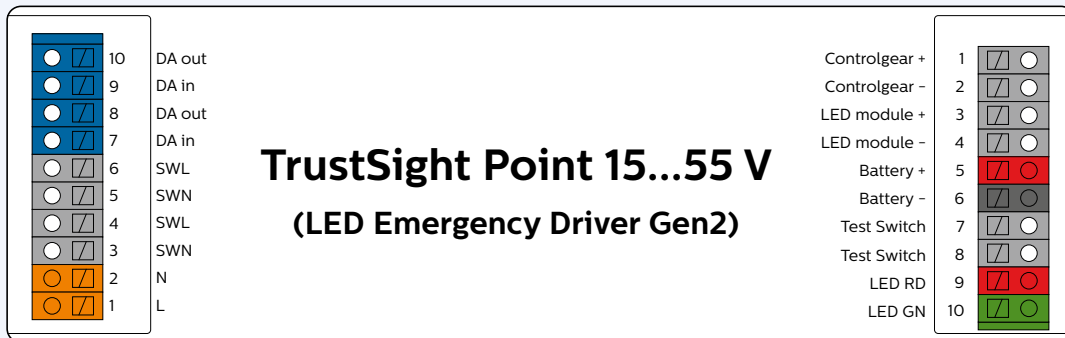 10 DA out
9 DA in
8 DA out
7 DA in
6 SWL
5 SWN
4 SWL
3 SWN
2 N
1 L
TrustSight Point 15...55 V
(LED Emergency Driver Gen2)
Controlgear + 1
Controlgear - 2
LED module + 3
LED module - 4
Battery + 5
Battery - 6
Test Switch 7
Test Switch 8
LED RD 9
LED GN 10